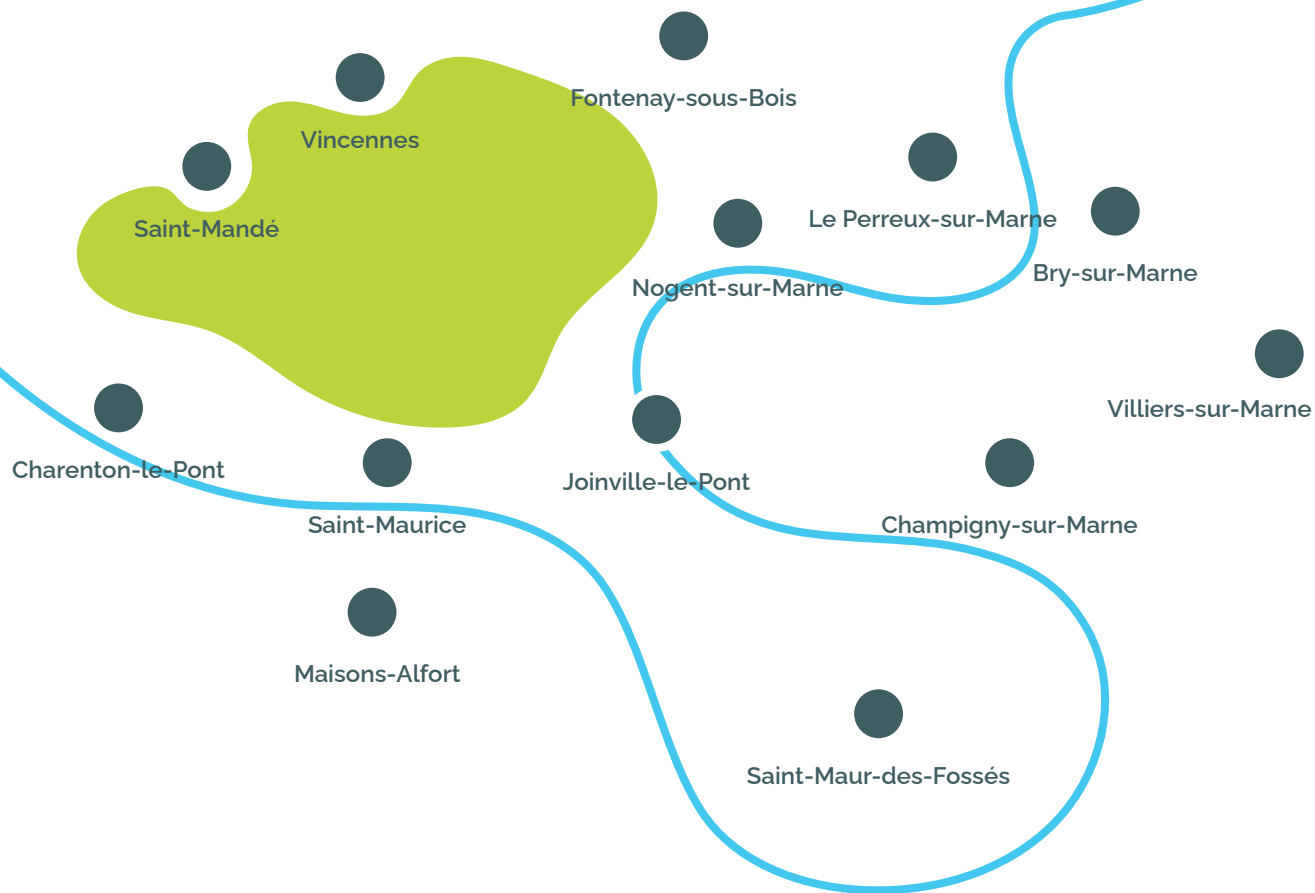 Fontenay-sous-Bois
Vincennes
Saint-Mandé
Le Perreux-sur-Marne
Bry-sur-Marne
Nogent-sur-Marne
Villiers-sur-Marne
Charenton-le-Pont
Joinville-le-Pont
Saint-Maurice
Champigny-sur-Marne
Maisons-Alfort
Saint-Maur-des-Fossés